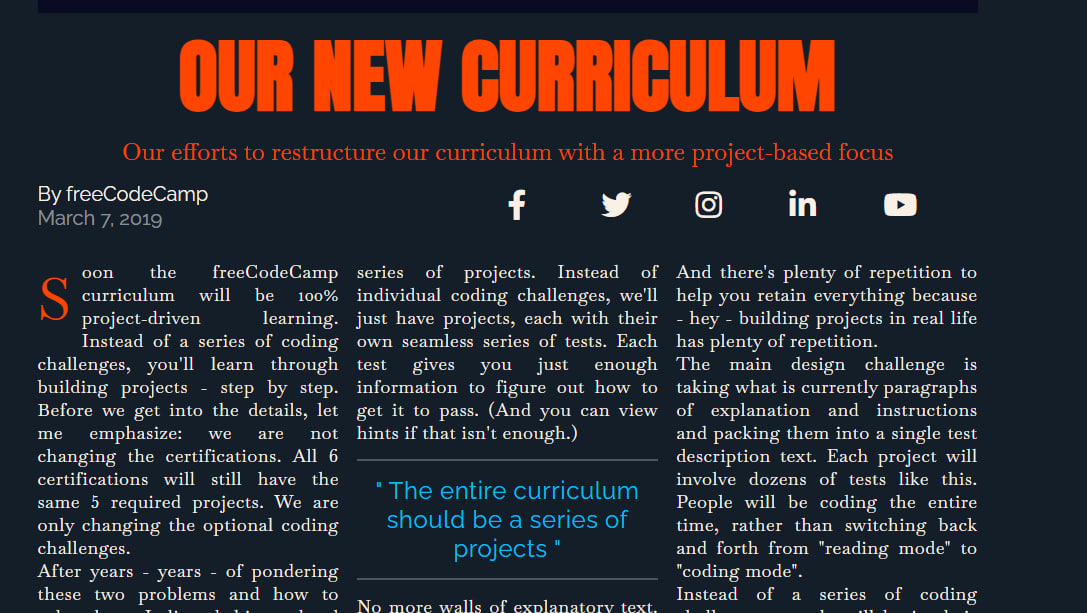 OUR NEW CURRICULUM
Our efforts to restructure our curriculum with a more project-based focus
By freeCodeCamp
March 7, 2019
Soon the freeCodeCamp
curriculum will be 100%
project-driven learning.
Instead of a series of coding
challenges, you'll learn through
building projects - step by step.
Before we get into the details, let
me emphasize: we are not
changing the certifications. All 6
certifications will still have the
same 5 required projects. We are
only changing the optional coding
challenges.
After years - years - of pondering
these two problems and how to
series of projects. Instead of
individual coding challenges, we'll
just have projects, each with their
own seamless series of tests. Each
test gives you just enough
information to figure out how to
get it to pass. (And you can view
hints if that isn't enough.)
" The entire curriculum
should be a series of
projects "
No more walls of explanatory text.
And there's plenty of repetition to
help you retain everything because
- hey - building projects in real life
has plenty of repetition.
The main design challenge is
taking what is currently paragraphs
of explanation and instructions
and packing them into a single test
description text. Each project will
involve dozens of tests like this.
People will be coding the entire
time, rather than switching back
and forth from "reading mode" to
"coding mode".
Instead of a series of coding